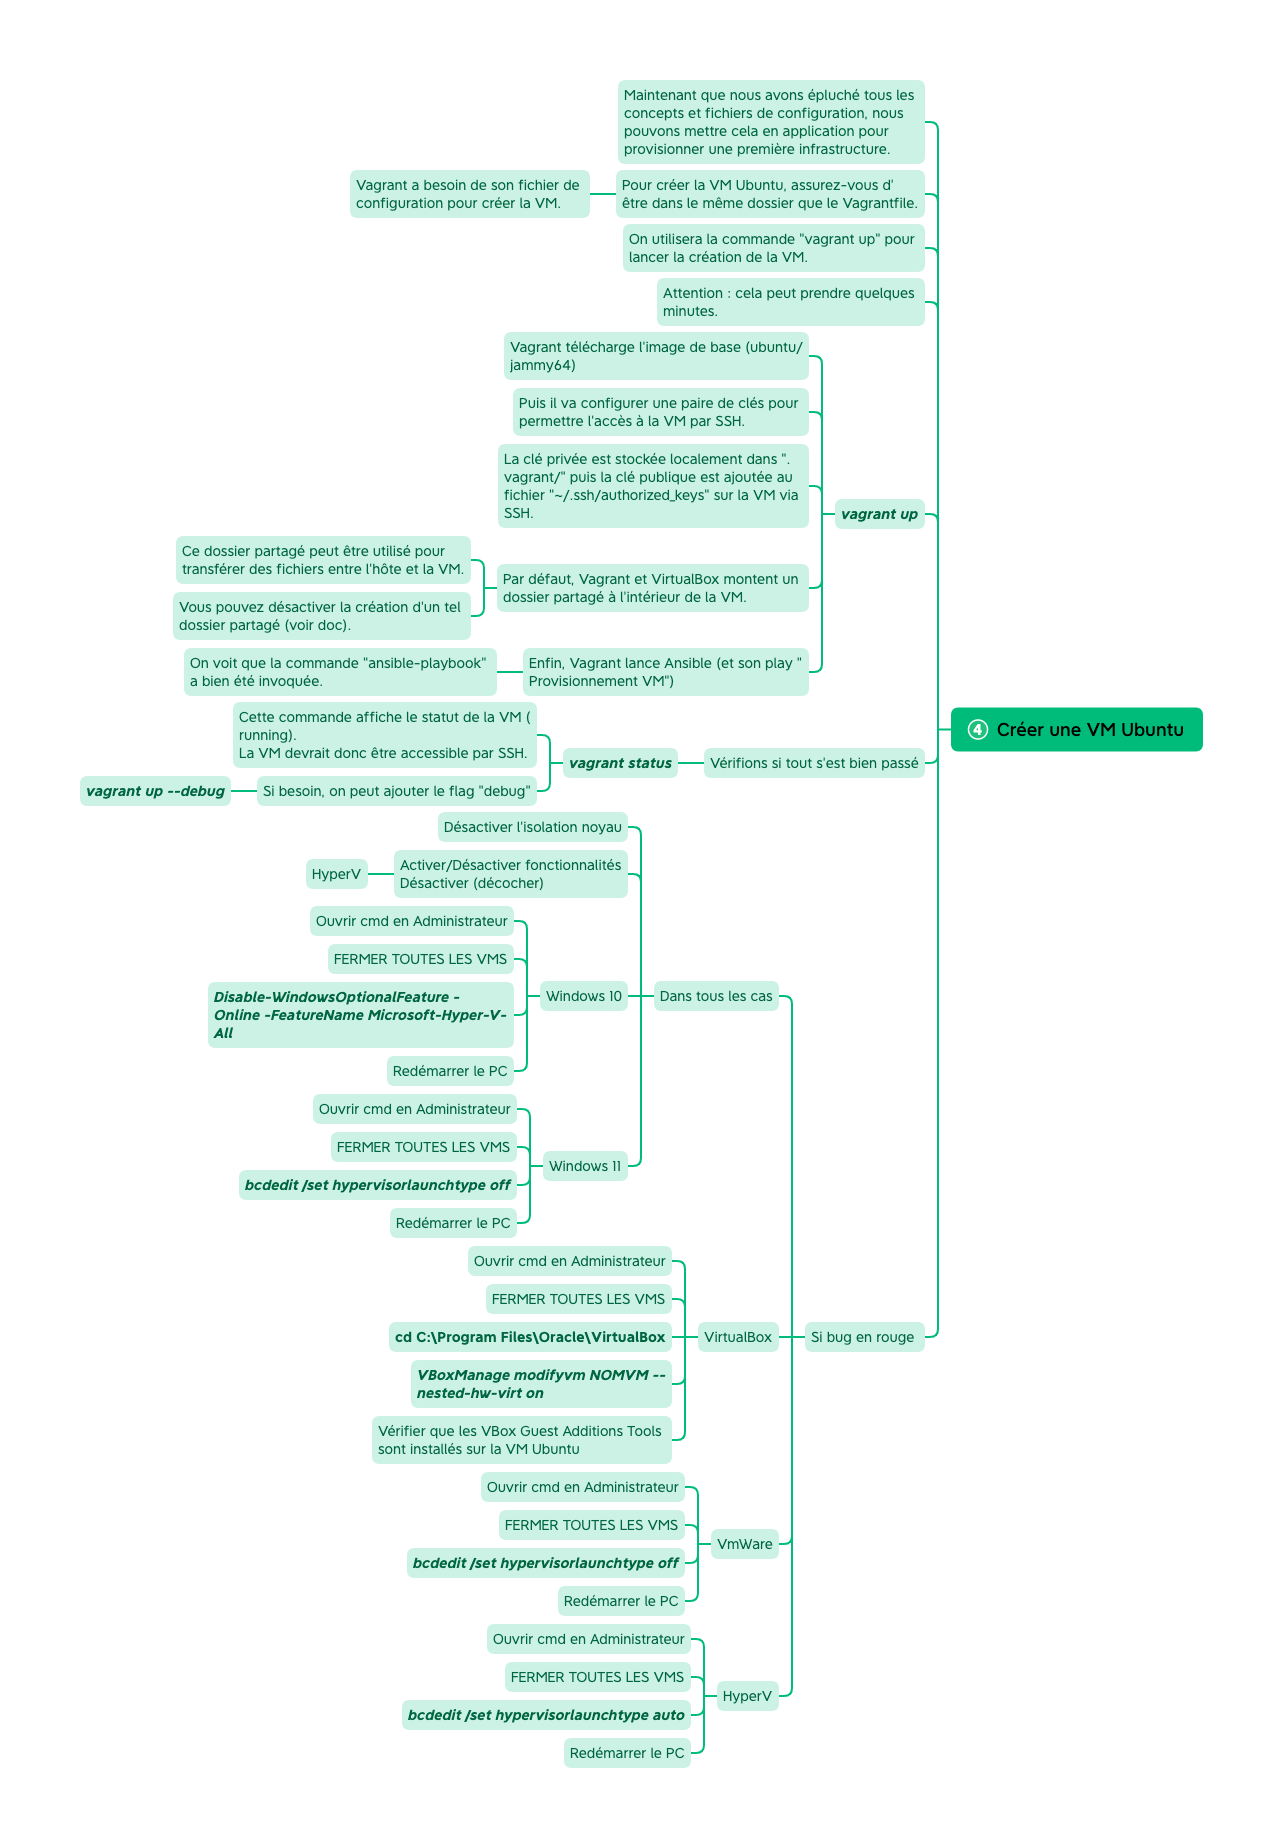 Maintenant que nous avons épluché tous les
concepts et fichiers de configuration, nous
pouvons mettre cela en application pour
provisionner une première infrastructure.
Vagrant a besoin de son fichier de
configuration pour créer la VM.
Pour créer la VM Ubuntu, assurez-vous d'
être dans le même dossier que le Vagrantfile.
On utilisera la commande "vagrant up" pour
lancer la création de la VM.
Attention : cela peut prendre quelques
minutes.
Vagrant télécharge l'image de base (ubuntu/
jammy64)
Puis il va configurer une paire de clés pour
permettre l'accès à la VM par SSH.
La clé privée est stockée localement dans ".
vagrant/" puis la clé publique est ajoutée au
fichier "~/.ssh/authorized_keys" sur la VM via
SSH.
vagrant up
Ce dossier partagé peut être utilisé pour
transférer des fichiers entre l'hôte et la VM.
Vous pouvez désactiver la création d'un tel
dossier partagé (voir doc).
Par défaut, Vagrant et VirtualBox montent un
dossier partagé à l'intérieur de la VM.
On voit que la commande "ansible-playbook"
a bien été invoquée.
Enfin, Vagrant lance Ansible (et son play "
Provisionnement VM")
④ Créer une VM Ubuntu
Cette commande affiche le statut de la VM (
running).
La VM devrait donc être accessible par SSH.
vagrant status
Vérifions si tout s'est bien passé
vagrant up --debug
Si besoin, on peut ajouter le flag "debug"
Désactiver l'isolation noyau
HyperV
Activer/Désactiver fonctionnalités
Désactiver (décocher)
Ouvrir cmd en Administrateur
FERMER TOUTES LES VMS
Disable-WindowsOptionalFeature -
Online -FeatureName Microsoft-Hyper-V-
All
Redémarrer le PC
Windows 10
Dans tous les cas
Ouvrir cmd en Administrateur
FERMER TOUTES LES VMS
bcdedit /set hypervisorlaunchtype off
Redémarrer le PC
Windows 11
Ouvrir cmd en Administrateur
FERMER TOUTES LES VMS
cd C:\Program Files\Oracle\VirtualBox
VBoxManage modifyvm NOMVM --
nested-hw-virt on
Vérifier que les VBox Guest Additions Tools
sont installés sur la VM Ubuntu
VirtualBox
Si bug en rouge
Ouvrir cmd en Administrateur
FERMER TOUTES LES VMS
bcdedit /set hypervisorlaunchtype off
Redémarrer le PC
VmWare
Ouvrir cmd en Administrateur
FERMER TOUTES LES VMS
bcdedit /set hypervisorlaunchtype auto
Redémarrer le PC
HyperV